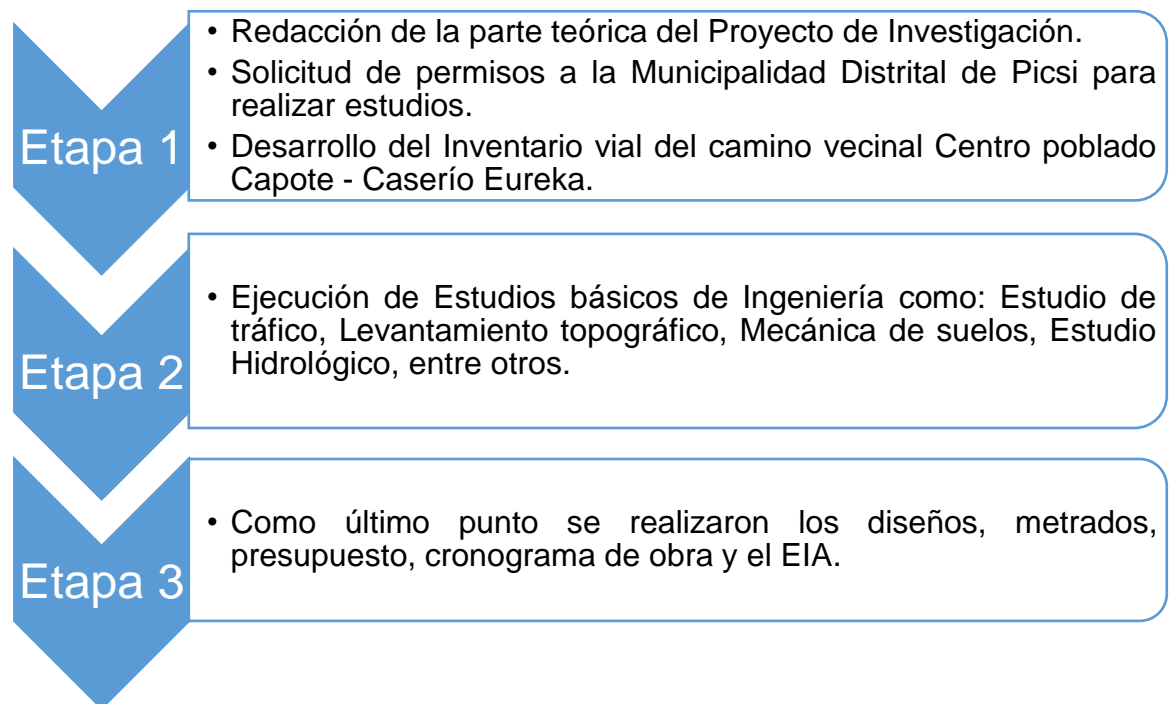 Etapa 1
• Redacción de la parte teórica del Proyecto de Investigación.
• Solicitud de permisos a la Municipalidad Distrital de Picsi para
realizar estudios.
• Desarrollo del Inventario vial del camino vecinal Centro poblado
Capote - Caserío Eureka.
Etapa 2
• Ejecución de Estudios básicos de Ingeniería como: Estudio de
tráfico, Levantamiento topográfico, Mecánica de suelos, Estudio
Hidrológico, entre otros.
Etapa 3
• Como último punto se realizaron los diseños, metrados,
presupuesto, cronograma de obra y el EIA.